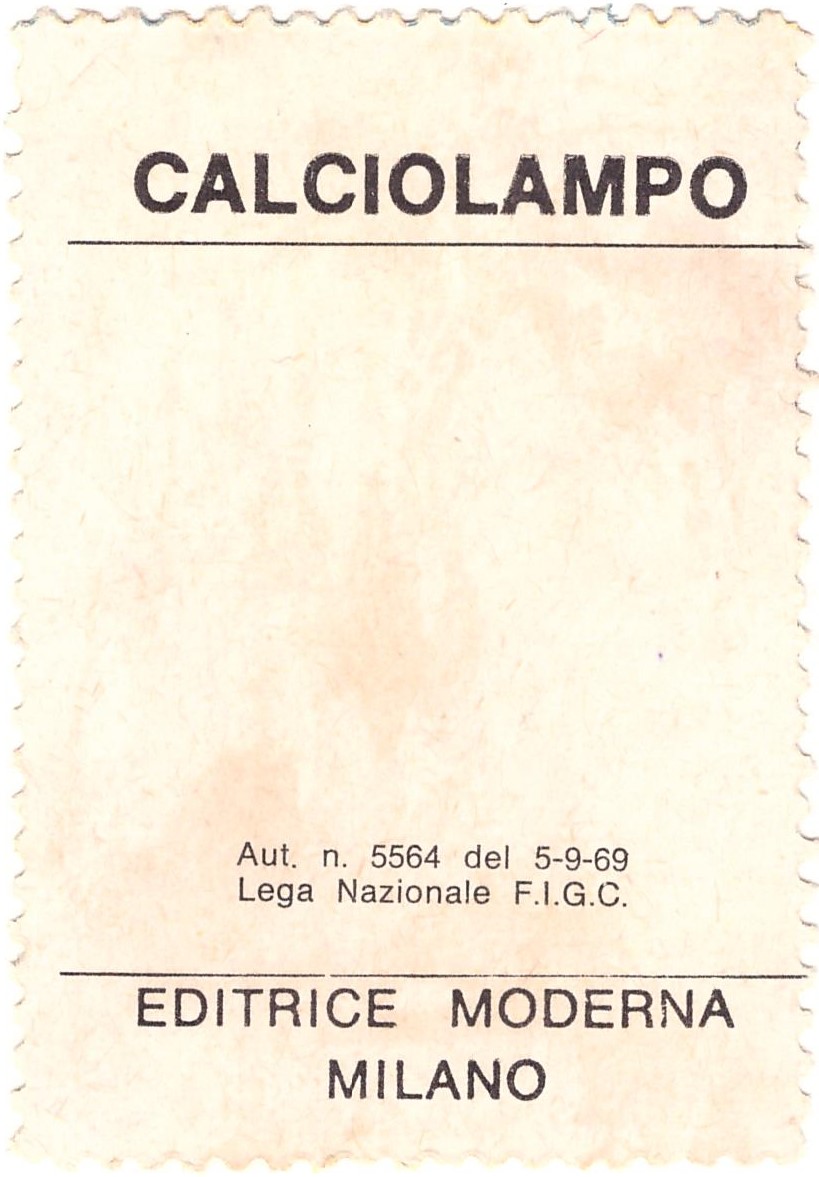 CALCIOLAMPO
Aut. n. 5564 del 5-9-69
Lega Nazionale F.I.G.C.
EDITRICE MODERNA
MILANO